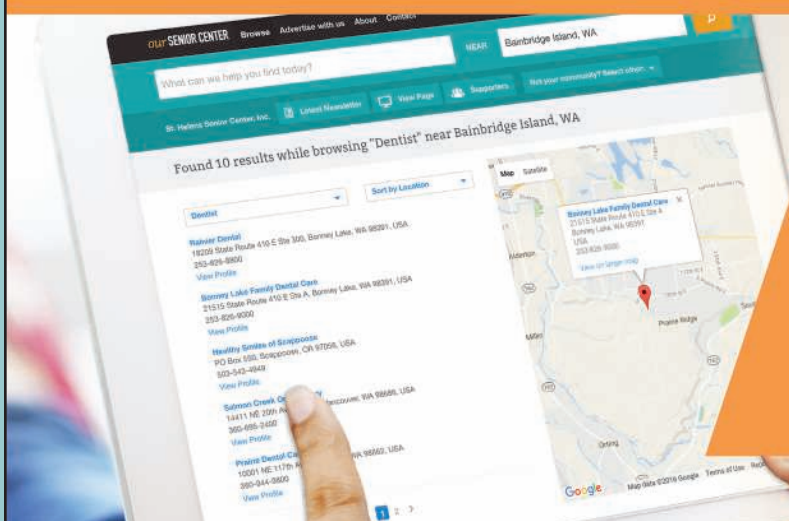 our SENIOR CENTER Browse Advertise with us About Contact
What can we help you find today?
NEAR
Bainbridge Island, WA
St. Helens Senior Center, Inc. Latest Newsletter View Page Supporters Not your community? Select other:
Found 10 results while browsing "Dentist" near Bainbridge Island, WA
Dentist
Sort by Location
Rainier Dental
18209 State Route 410 E Ste 300, Bonney Lake, WA 98391, USA
253-826-8800
View Profile
Bonney Lake Family Dental Care
21515 State Route 410 E Ste A, Bonney Lake, WA 98391, USA
253-826-9000
View Profile
Healthy Smiles of Scappoose
PO Box 550, Scappoose, OR 97056, USA
503-543-4949
View Profile
Salmon Creek
14411 NE 20th WA 98686, USA
360-695-2400
View Profile
Prairie Dental
10001 NE 117th WA 98662, USA
360-944-3800
View Profile
1 2 >
Map Satellite
Bonney Lake Family Dental Care
21515 State Route 410 E Ste A
Bonney Lake, WA 98391
USA
253-826-9000
View on larger map
Alderton
Prairie Ridge
Orting
Google
Map data ©2016 Google Terms of Use